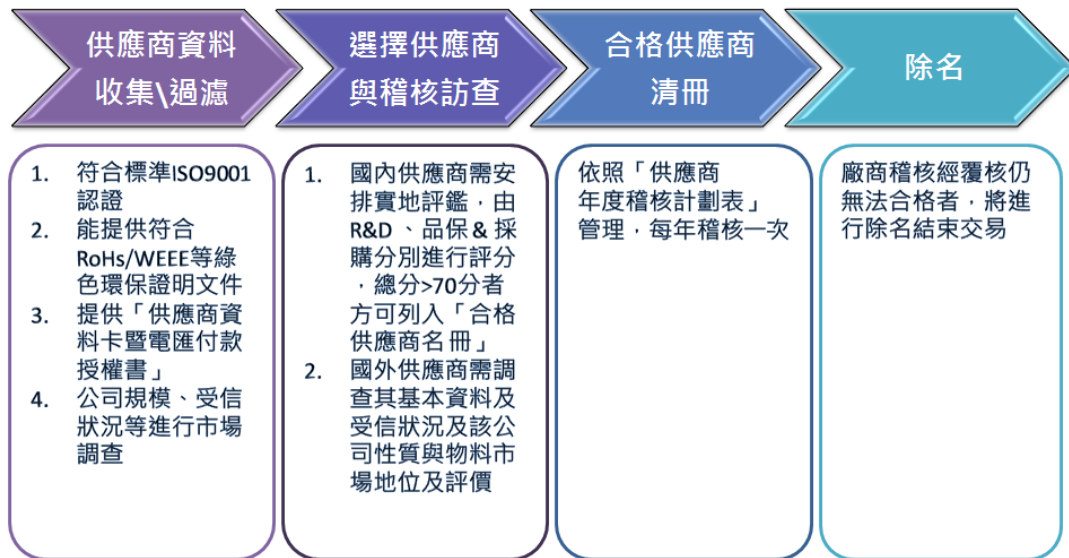 供應商資料
收集\過濾
選擇供應商
與稽核訪查
合格供應商
清冊
除名
1. 符合標準ISO9001
認證
2. 能提供符合
RoHs/WEEE等綠
色環保證明文件
3. 提供「供應商資
料卡暨電匯付款
授權書」
4. 公司規模、受信
狀況等進行市場
調查
1. 國內供應商需安
排實地評鑑，由
R&D、品保&採
購分別進行評分
，總分>70分者
方可列入「合格
供應商名冊」
2. 國外供應商需調
查其基本資料及
受信狀況及該公
司性質與物料市
場地位及評價
依照「供應商
年度稽核計劃表」
管理，每年稽核一次
廠商稽核經覆核仍
無法合格者，將進
行除名結束交易